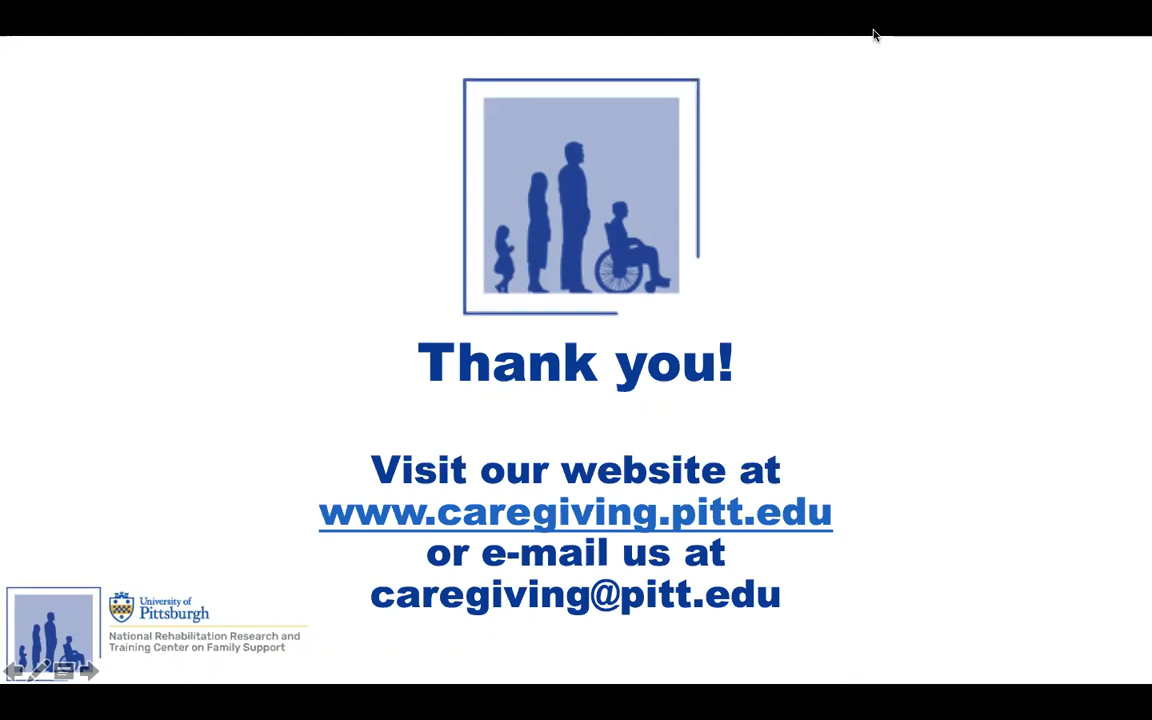 Thank you!
Visit our website at
www.caregiving.pitt.edu
or e-mail us at
caregiving@pitt.edu
University of
Pittsburgh
National Rehabilitation Research and
Training Center on Family Support